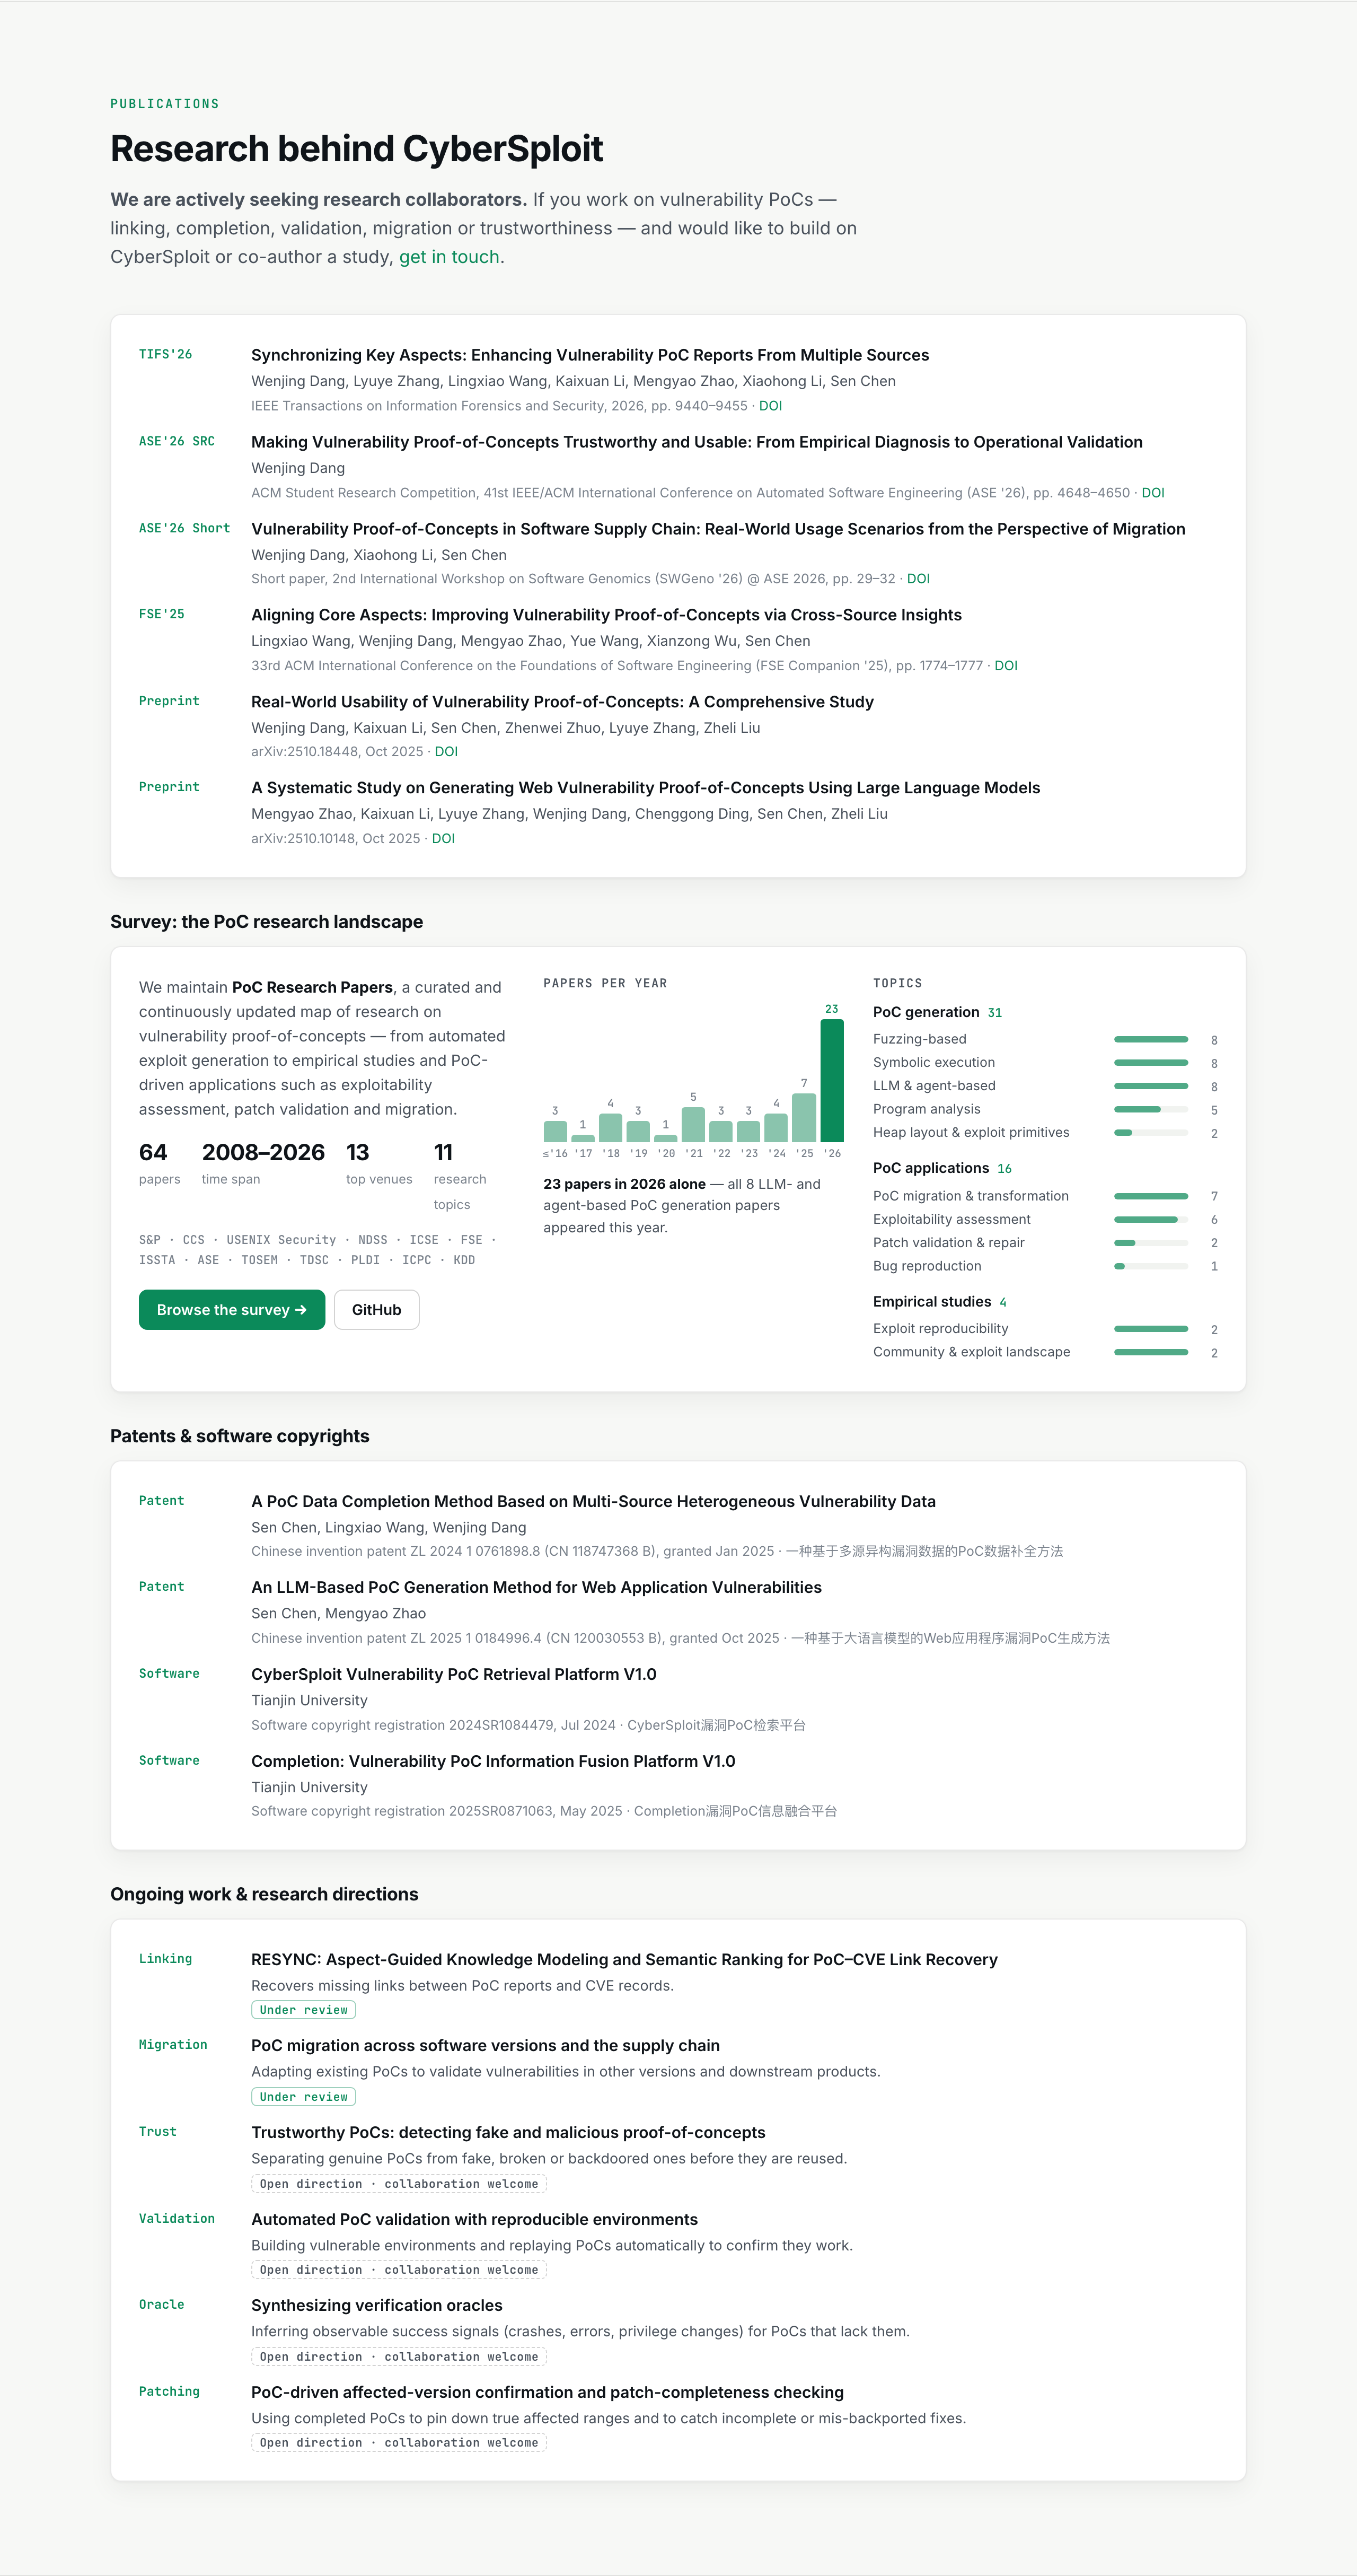 PUBLICATIONS
Research behind CyberSploit
We are actively seeking research collaborators. If you work on vulnerability PoCs —
linking, completion, validation, migration or trustworthiness — and would like to build on
CyberSploit or co-author a study, get in touch.
TIFS'26
Synchronizing Key Aspects: Enhancing Vulnerability PoC Reports From Multiple Sources
Wenjing Dang, Lyuye Zhang, Lingxiao Wang, Kaixuan Li, Mengyao Zhao, Xiaohong Li, Sen Chen
IEEE Transactions on Information Forensics and Security, 2026, pp. 9440–9455 · DOI
ASE'26 SRC
Making Vulnerability Proof-of-Concepts Trustworthy and Usable: From Empirical Diagnosis to Operational Validation
Wenjing Dang
ACM Student Research Competition, 41st IEEE/ACM International Conference on Automated Software Engineering (ASE '26), pp. 4648–4650 · DOI
ASE'26 Short
Vulnerability Proof-of-Concepts in Software Supply Chain: Real-World Usage Scenarios from the Perspective of Migration
Wenjing Dang, Xiaohong Li, Sen Chen
Short paper, 2nd International Workshop on Software Genomics (SWGeno '26) @ ASE 2026, pp. 29–32 · DOI
FSE'25
Aligning Core Aspects: Improving Vulnerability Proof-of-Concepts via Cross-Source Insights
Lingxiao Wang, Wenjing Dang, Mengyao Zhao, Yue Wang, Xianzong Wu, Sen Chen
33rd ACM International Conference on the Foundations of Software Engineering (FSE Companion '25), pp. 1774–1777 · DOI
Preprint
Real-World Usability of Vulnerability Proof-of-Concepts: A Comprehensive Study
Wenjing Dang, Kaixuan Li, Sen Chen, Zhenwei Zhuo, Lyuye Zhang, Zheli Liu
arXiv:2510.18448, Oct 2025 · DOI
Preprint
A Systematic Study on Generating Web Vulnerability Proof-of-Concepts Using Large Language Models
Mengyao Zhao, Kaixuan Li, Lyuye Zhang, Wenjing Dang, Chenggong Ding, Sen Chen, Zheli Liu
arXiv:2510.10148, Oct 2025 · DOI
Survey: the PoC research landscape
We maintain PoC Research Papers, a curated and
continuously updated map of research on
vulnerability proof-of-concepts — from automated
exploit generation to empirical studies and PoC-
driven applications such as exploitability
assessment, patch validation and migration.
64 2008–2026 13 11
papers time span top venues research
topics
S&P · CCS · USENIX Security · NDSS · ICSE · FSE ·
ISSTA · ASE · TOSEM · TDSC · PLDI · ICPC · KDD
Browse the survey →
GitHub
PAPERS PER YEAR
3 1 4 3 1 5 3 3 4 7 23
≤'16 '17 '18 '19 '20 '21 '22 '23 '24 '25 '26
23 papers in 2026 alone — all 8 LLM- and
agent-based PoC generation papers
appeared this year.
TOPICS
PoC generation 31
Fuzzing-based 8
Symbolic execution 8
LLM & agent-based 8
Program analysis 5
Heap layout & exploit primitives 2
PoC applications 16
PoC migration & transformation 7
Exploitability assessment 6
Patch validation & repair 2
Bug reproduction 1
Empirical studies 4
Exploit reproducibility 2
Community & exploit landscape 2
Patents & software copyrights
Patent
A PoC Data Completion Method Based on Multi-Source Heterogeneous Vulnerability Data
Sen Chen, Lingxiao Wang, Wenjing Dang
Chinese invention patent ZL 2024 1 0761898.8 (CN 118747368 B), granted Jan 2025 · 一种基于多源异构漏洞数据的PoC数据补全方法
Patent
An LLM-Based PoC Generation Method for Web Application Vulnerabilities
Sen Chen, Mengyao Zhao
Chinese invention patent ZL 2025 1 0184996.4 (CN 120030553 B), granted Oct 2025 · 一种基于大语言模型的Web应用程序漏洞PoC生成方法
Software
CyberSploit Vulnerability PoC Retrieval Platform V1.0
Tianjin University
Software copyright registration 2024SR1084479, Jul 2024 · CyberSploit漏洞PoC检索平台
Software
Completion: Vulnerability PoC Information Fusion Platform V1.0
Tianjin University
Software copyright registration 2025SR0871063, May 2025 · Completion漏洞PoC信息融合平台
Ongoing work & research directions
Linking
RESYNC: Aspect-Guided Knowledge Modeling and Semantic Ranking for PoC–CVE Link Recovery
Recovers missing links between PoC reports and CVE records.
Under review
Migration
PoC migration across software versions and the supply chain
Adapting existing PoCs to validate vulnerabilities in other versions and downstream products.
Under review
Trust
Trustworthy PoCs: detecting fake and malicious proof-of-concepts
Separating genuine PoCs from fake, broken or backdoored ones before they are reused.
Open direction · collaboration welcome
Validation
Automated PoC validation with reproducible environments
Building vulnerable environments and replaying PoCs automatically to confirm they work.
Open direction · collaboration welcome
Oracle
Synthesizing verification oracles
Inferring observable success signals (crashes, errors, privilege changes) for PoCs that lack them.
Open direction · collaboration welcome
Patching
PoC-driven affected-version confirmation and patch-completeness checking
Using completed PoCs to pin down true affected ranges and to catch incomplete or mis-backported fixes.
Open direction · collaboration welcome